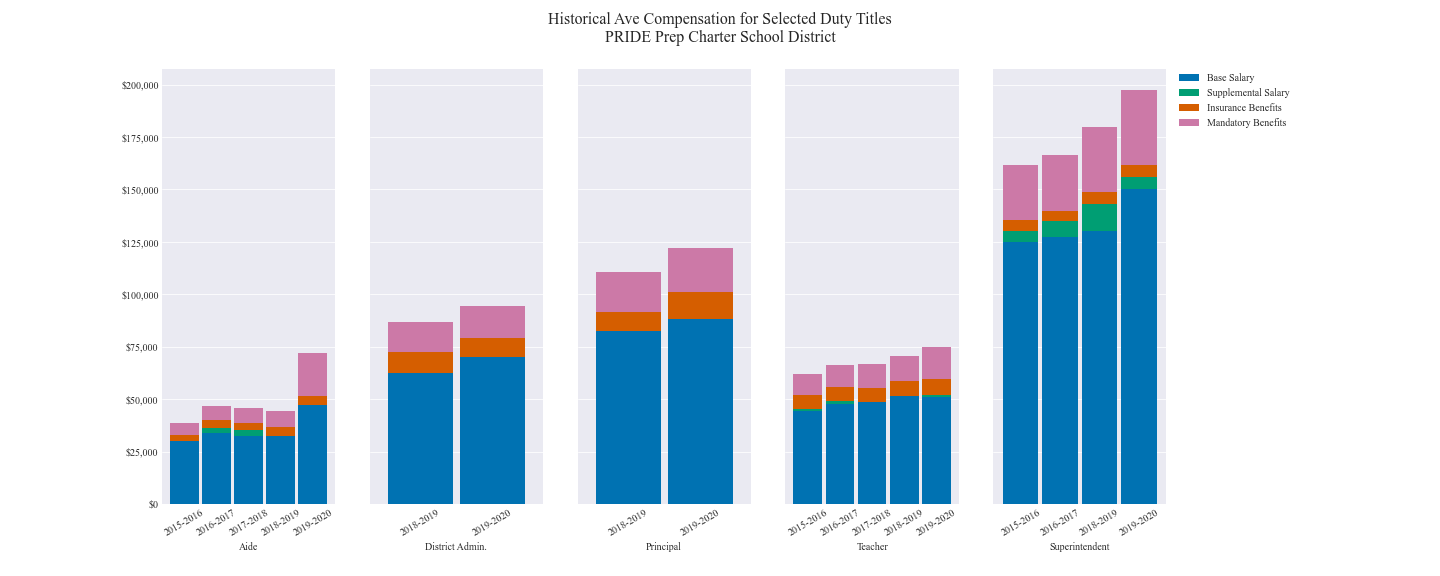 Historical Ave Compensation for Selected Duty Titles
PRIDE Prep Charter School District
$200,000
$175,000
$150,000
$125,000
$100,000
$75,000
$50,000
$25,000
$0
Base Salary
Supplemental Salary
Insurance Benefits
Mandatory Benefits
2015-2016 2016-2017 2017-2018 2018-2019 2019-2020
Aide
2018-2019 2019-2020
District Admin.
2018-2019 2019-2020
Principal
2015-2016 2016-2017 2017-2018 2018-2019 2019-2020
Teacher
2015-2016 2016-2017 2018-2019 2019-2020
Superintendent